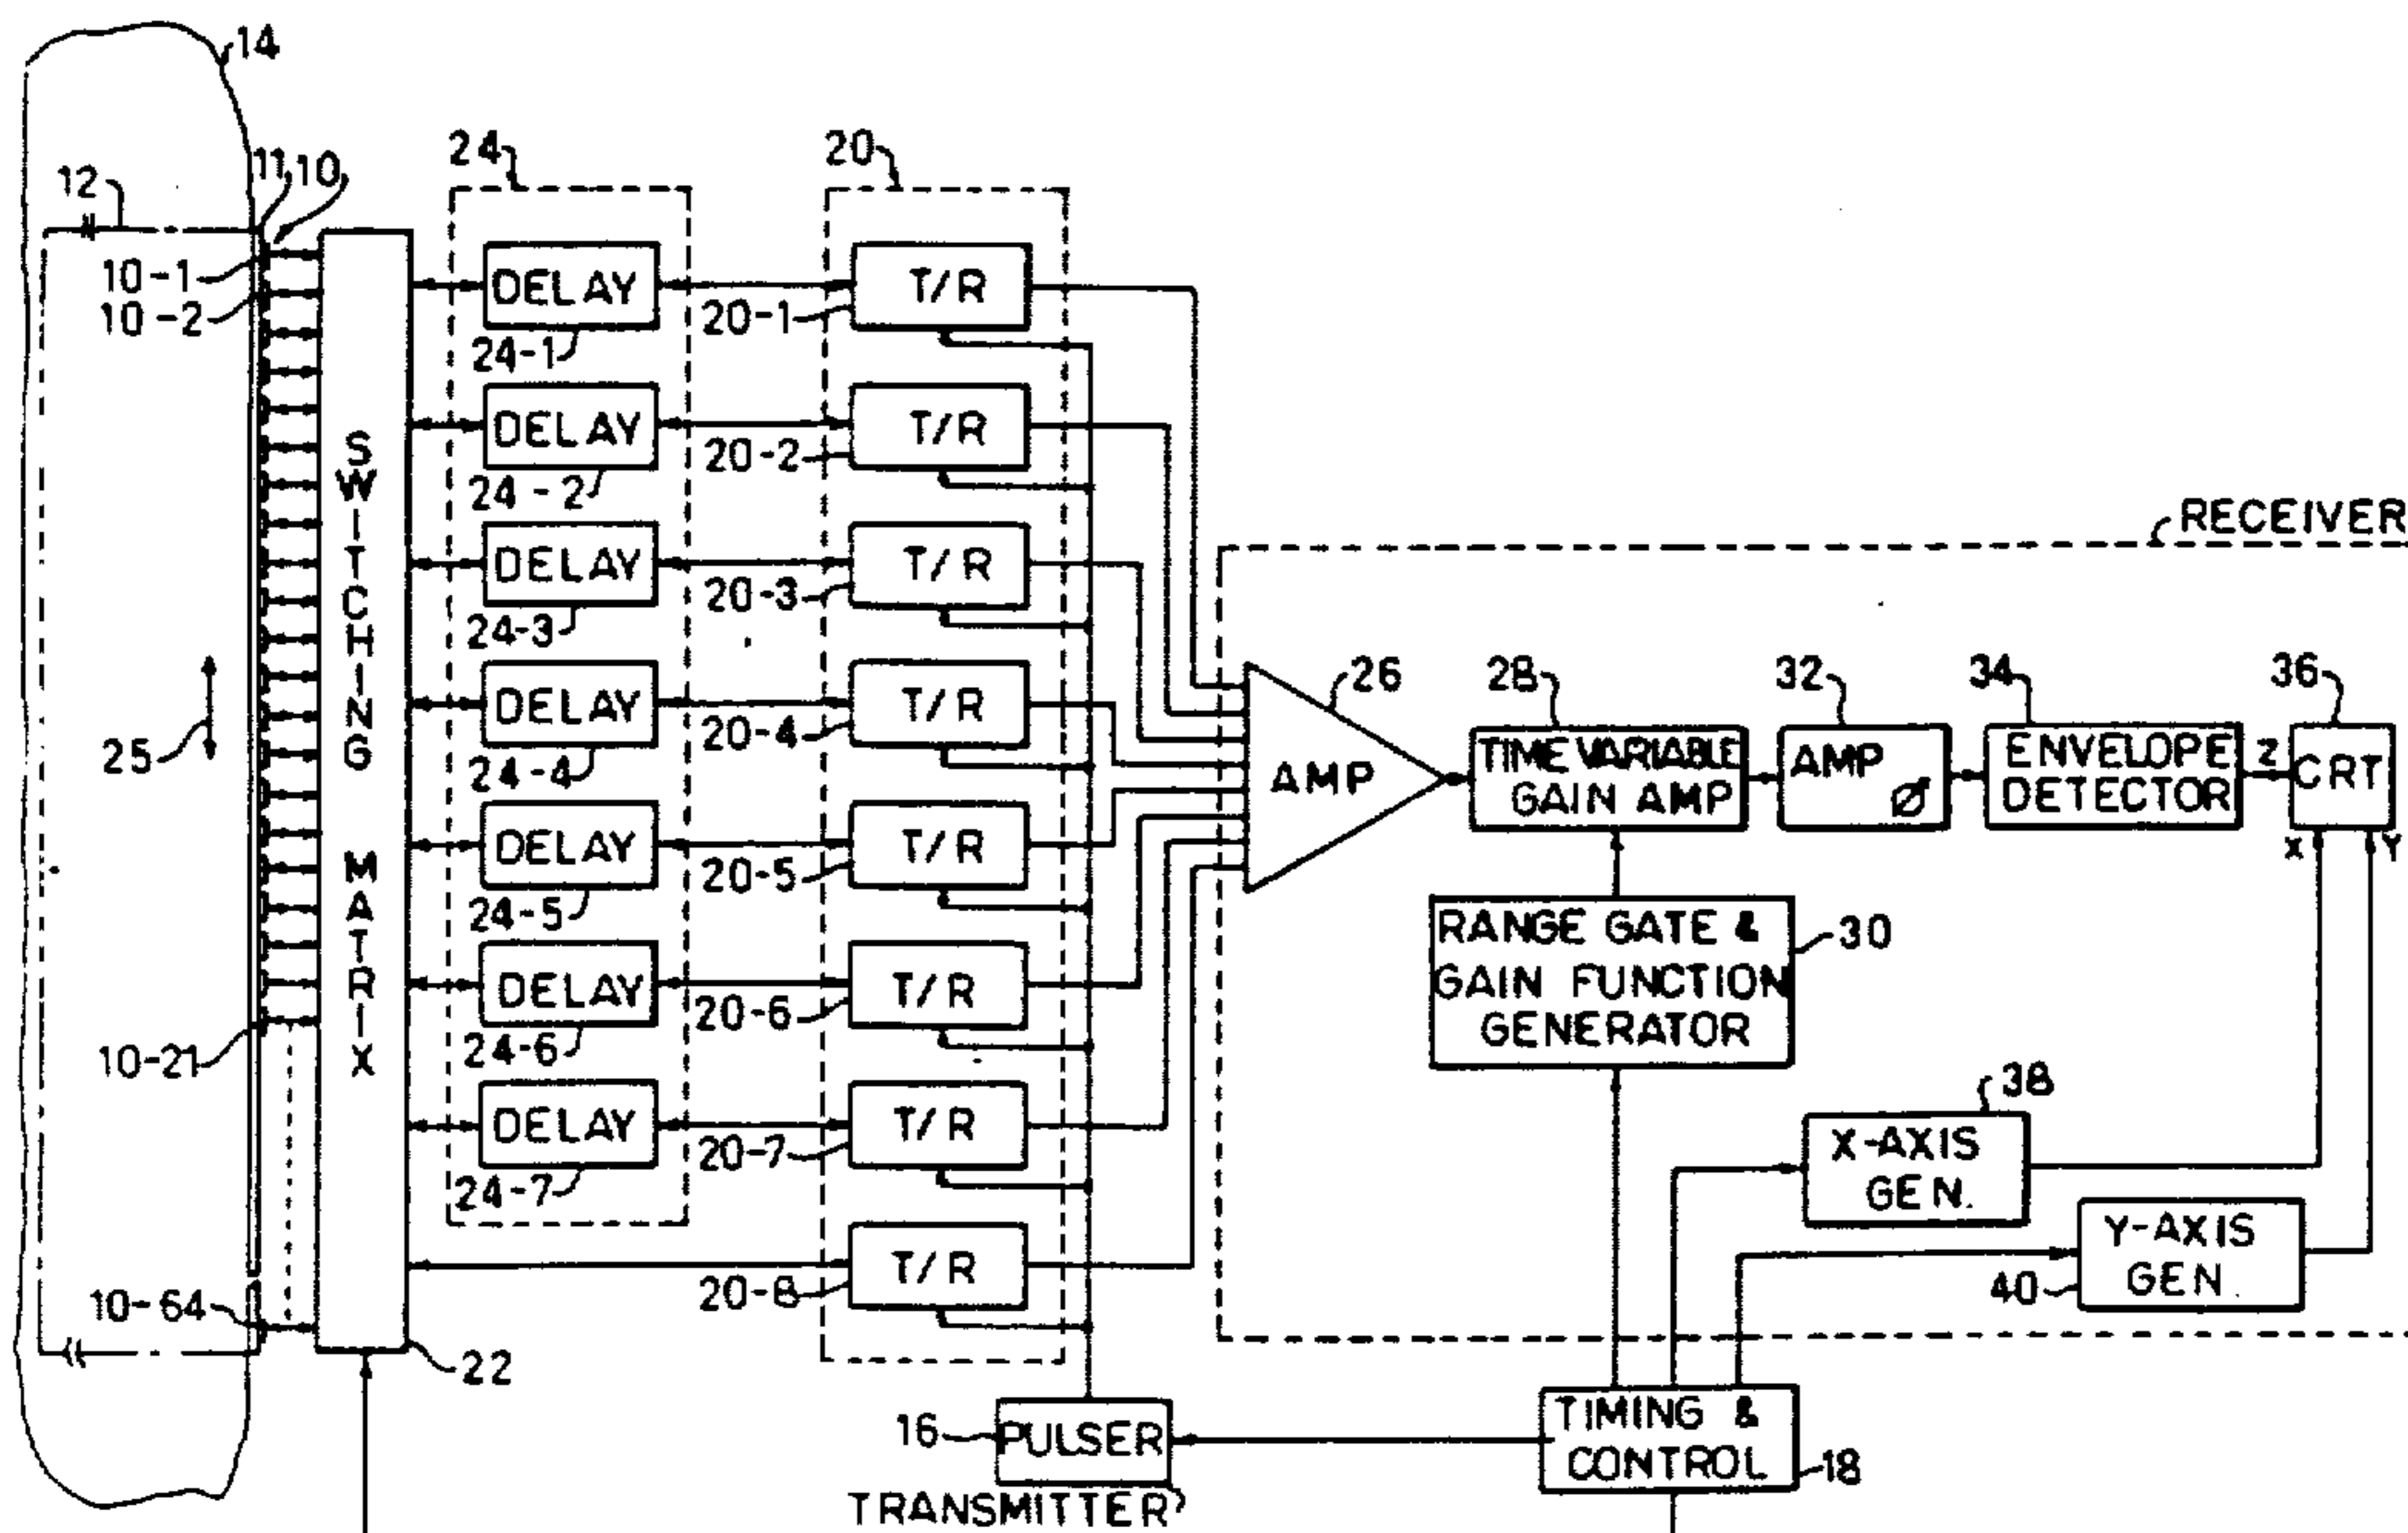 14
12
11
10
10-1
10-2
24
20
DELAY
24-1
20-1
T/R
DELAY
24-2
20-2
T/R
DELAY
24-3
20-3
T/R
DELAY
24-4
20-4
T/R
DELAY
24-5
20-5
T/R
DELAY
24-6
20-6
T/R
DELAY
24-7
20-7
T/R
20-8
T/R
SWITCHING MATRIX
25
10-21
10-64
22
RECEIVER
26
AMP
28
TIME VARIABLE
GAIN AMP
32
AMP
Ø
34
ENVELOPE
DETECTOR
Z
36
CRT
X
Y
RANGE GATE &
GAIN FUNCTION
GENERATOR
30
38
X-AXIS
GEN.
Y-AXIS
GEN.
40
16
PULSER
TRANSMITTER
TIMING &
CONTROL
18